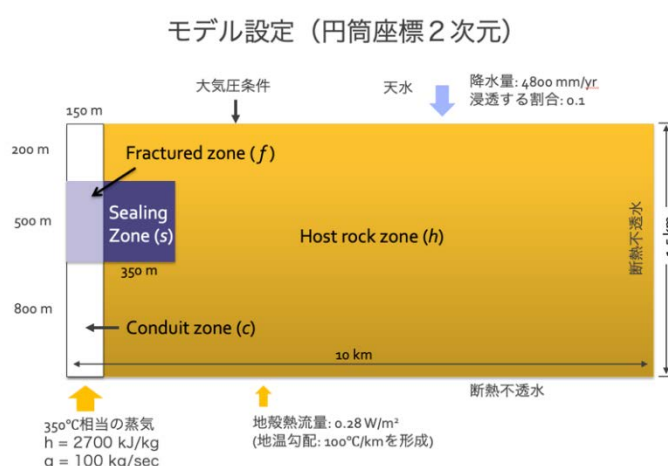 モデル設定（円筒座標２次元）
大気圧条件
天水
降水量: 4800 mm/yr
浸透する割合: 0.1
150 m
200 m
Fractured zone (f)
500 m
Sealing
Zone (s)
Host rock zone (h)
断熱不透水
350 m
800 m
Conduit zone (c)
10 km
断熱不透水
350℃相当の蒸気
h = 2700 kJ/kg
q = 100 kg/sec
地殻熱流量: 0.28 W/m²
(地温勾配: 100℃/kmを形成)